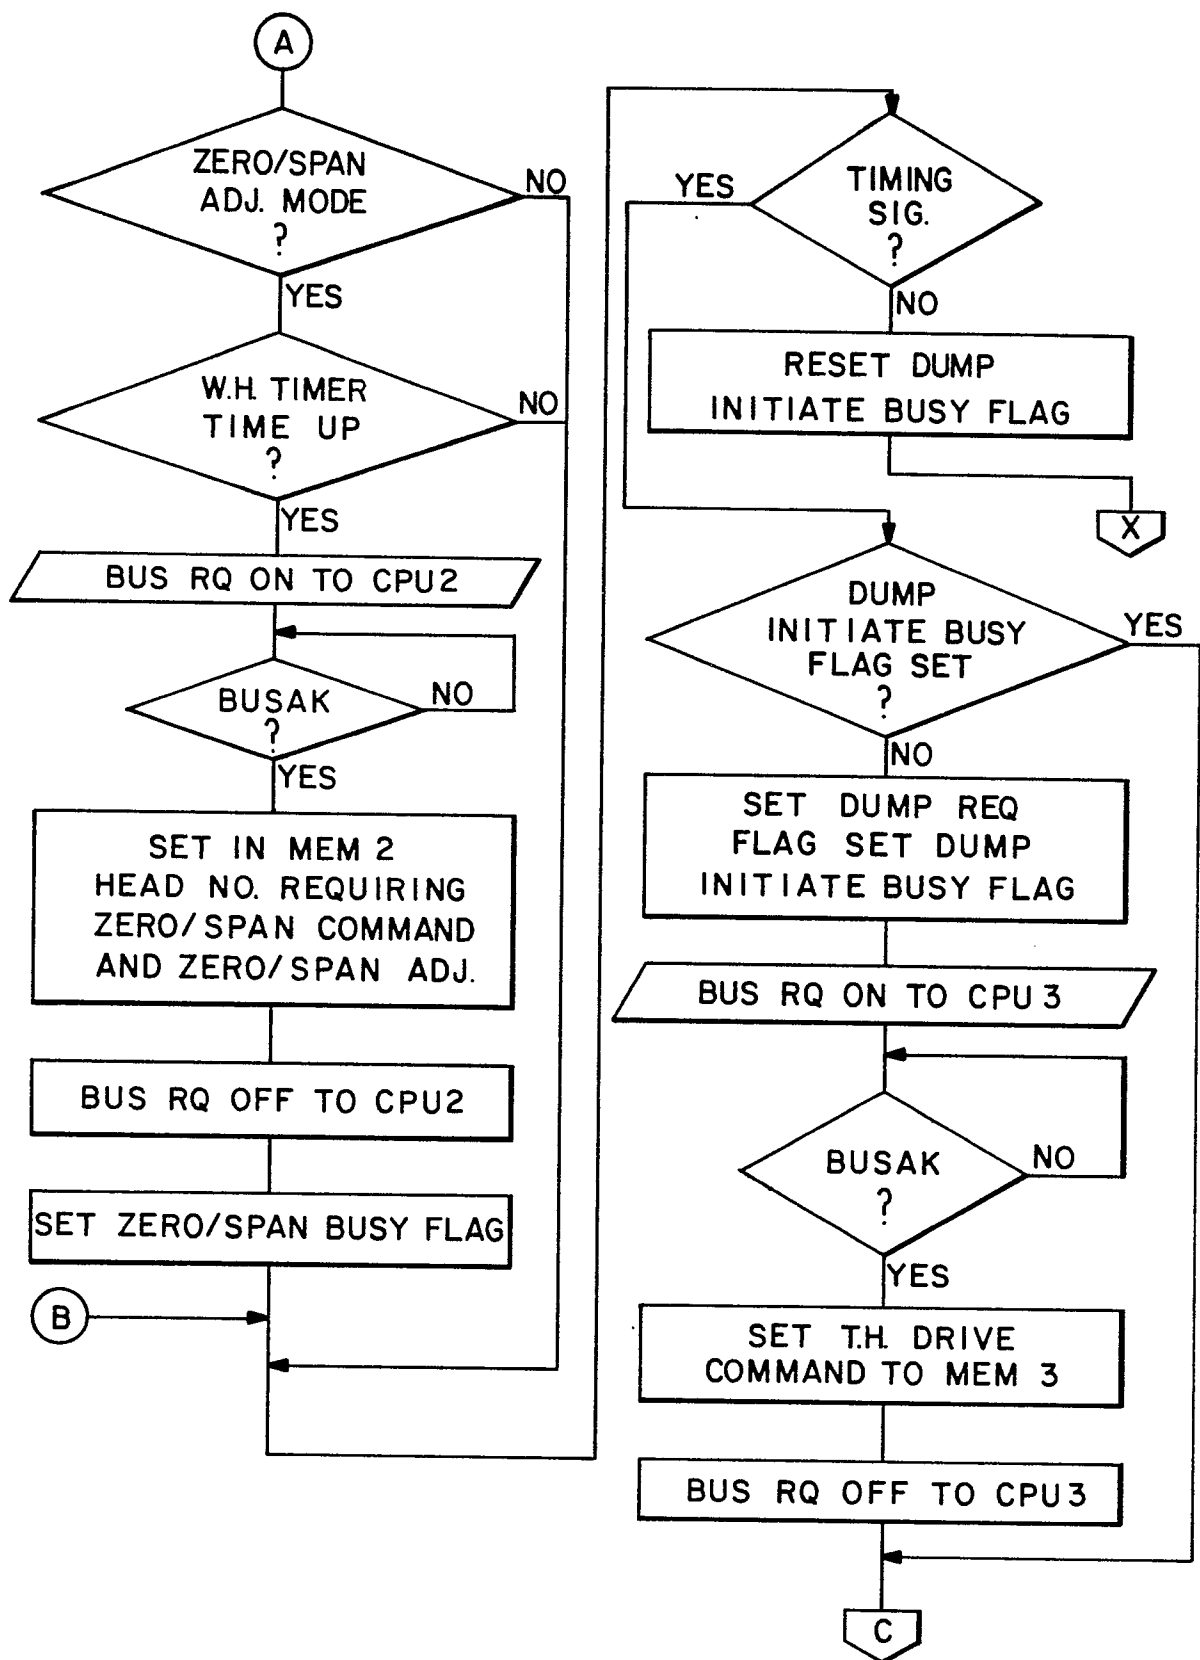 A
ZERO/SPAN
ADJ. MODE
?
NO
YES
W.H. TIMER
TIME UP
?
NO
YES
BUS RQ ON TO CPU2
BUSAK
?
NO
YES
SET IN MEM 2
HEAD NO. REQUIRING
ZERO/SPAN COMMAND
AND ZERO/SPAN ADJ.
BUS RQ OFF TO CPU2
SET ZERO/SPAN BUSY FLAG
B
TIMING
SIG.
?
YES
NO
RESET DUMP
INITIATE BUSY FLAG
X
DUMP
INITIATE BUSY
FLAG SET
?
YES
NO
SET DUMP REQ
FLAG SET DUMP
INITIATE BUSY FLAG
BUS RQ ON TO CPU3
BUSAK
?
NO
YES
SET T.H. DRIVE
COMMAND TO MEM 3
BUS RQ OFF TO CPU3
C